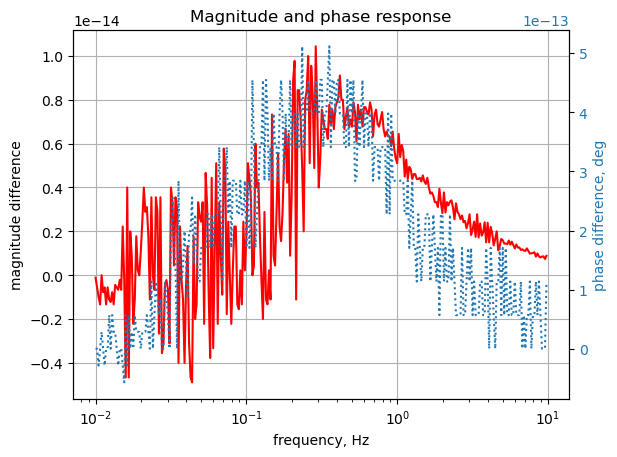 Magnitude and phase response
1e−14
1e−13
1.0
0.8
0.6
0.4
0.2
0.0
−0.2
−0.4
magnitude difference
5
4
3
2
1
0
phase difference, deg
10⁻² 10⁻¹ 10⁰ 10¹
frequency, Hz